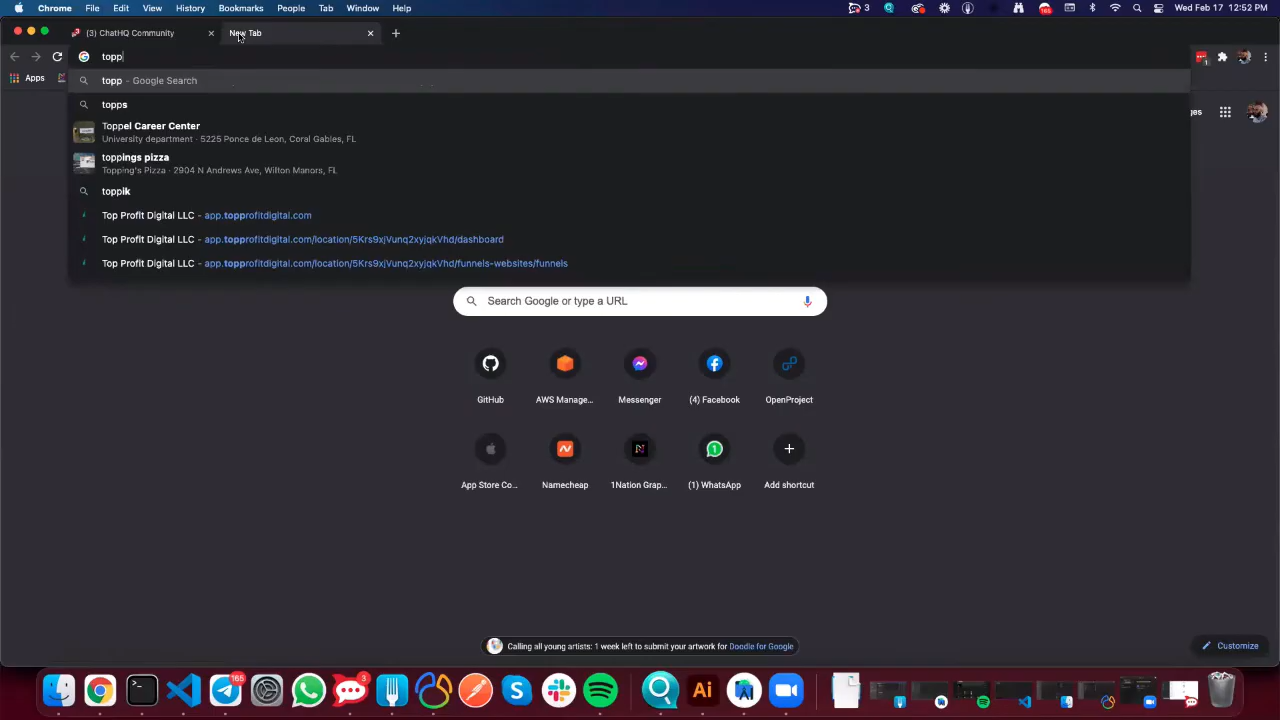 Chrome File Edit View History Bookmarks People Tab Window Help 3 165 Wed Feb 17 12:52 PM
(3) ChatHQ Community New Tab
topp
1
Apps
topp - Google Search
topps
Toppel Career Center
University department · 5225 Ponce de Leon, Coral Gables, FL
toppings pizza
Topping's Pizza · 2904 N Andrews Ave, Wilton Manors, FL
toppik
Top Profit Digital LLC - app.topprofitdigital.com
Top Profit Digital LLC - app.topprofitdigital.com/location/5Krs9xjVunq2xyjqkVhd/dashboard
Top Profit Digital LLC - app.topprofitdigital.com/location/5Krs9xjVunq2xyjqkVhd/funnels-websites/funnels
Search Google or type a URL
GitHub AWS Manage... Messenger (4) Facebook OpenProject
App Store Co... Namecheap 1Nation Grap... (1) WhatsApp Add shortcut
Calling all young artists: 1 week left to submit your artwork for Doodle for Google
Customize
165 3 Ai